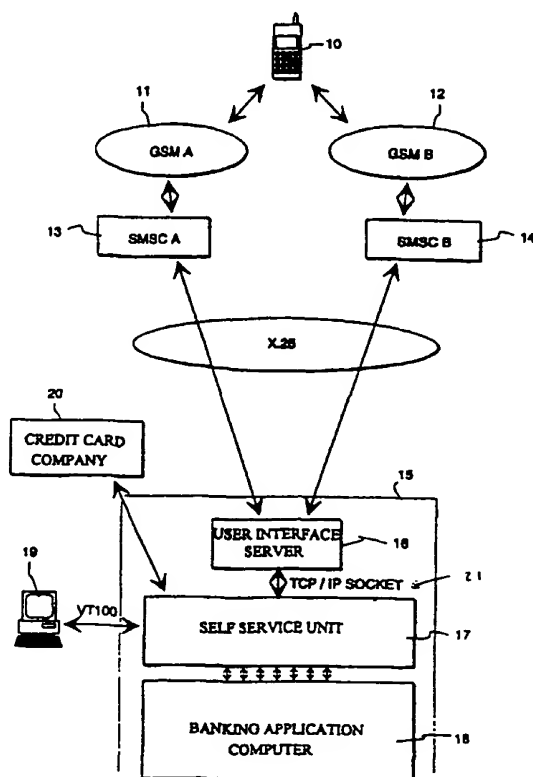 10
11
12
GSM A
GSM B
13
SMSC A
SMSC B
14
X.25
20
CREDIT CARD
COMPANY
15
USER INTERFACE
SERVER
16
19
TCP / IP SOCKET
21
VT100
SELF SERVICE UNIT
17
BANKING APPLICATION
COMPUTER
18